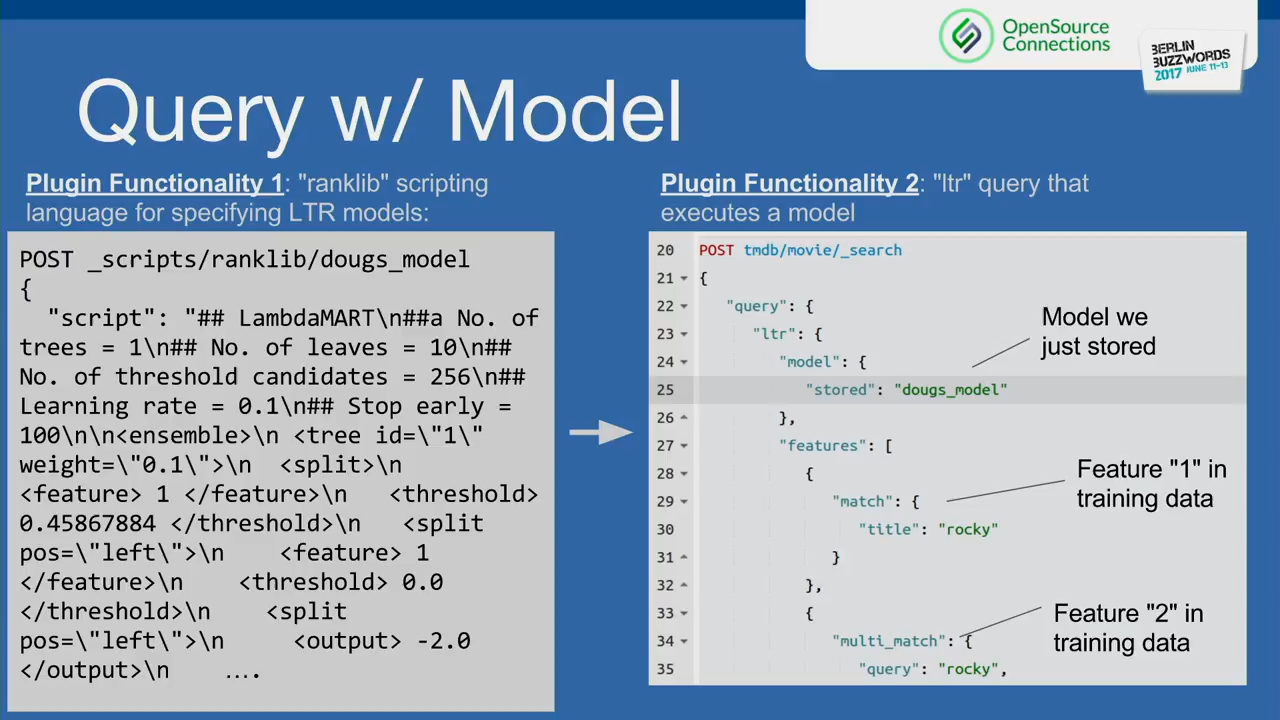 OpenSource
Connections
BERLIN
BUZZWORDS
2017 JUNE 11-13
Query w/ Model
Plugin Functionality 1: "ranklib" scripting
language for specifying LTR models:
POST _scripts/ranklib/dougs_model
{
"script": "## LambdaMART\n##a No. of
trees = 1\n## No. of leaves = 10\n##
No. of threshold candidates = 256\n##
Learning rate = 0.1\n## Stop early =
100\n\n<ensemble>\n <tree id=\"1\"
weight=\"0.1\">\n  <split>\n
<feature> 1 </feature>\n   <threshold>
0.45867884 </threshold>\n   <split
pos=\"left\">\n    <feature> 1
</feature>\n    <threshold> 0.0
</threshold>\n    <split
pos=\"left\">\n     <output> -2.0
</output>\n    ....
Plugin Functionality 2: "ltr" query that
executes a model
20 POST tmdb/movie/_search
21 {
22 "query": {
23 "ltr": {
24 "model": {
25 "stored": "dougs_model"
26 },
27 "features": [
28 {
29 "match": {
30 "title": "rocky"
31 }
32 },
33 {
34 "multi_match": {
35 "query": "rocky",
Model we
just stored
Feature "1" in
training data
Feature "2" in
training data